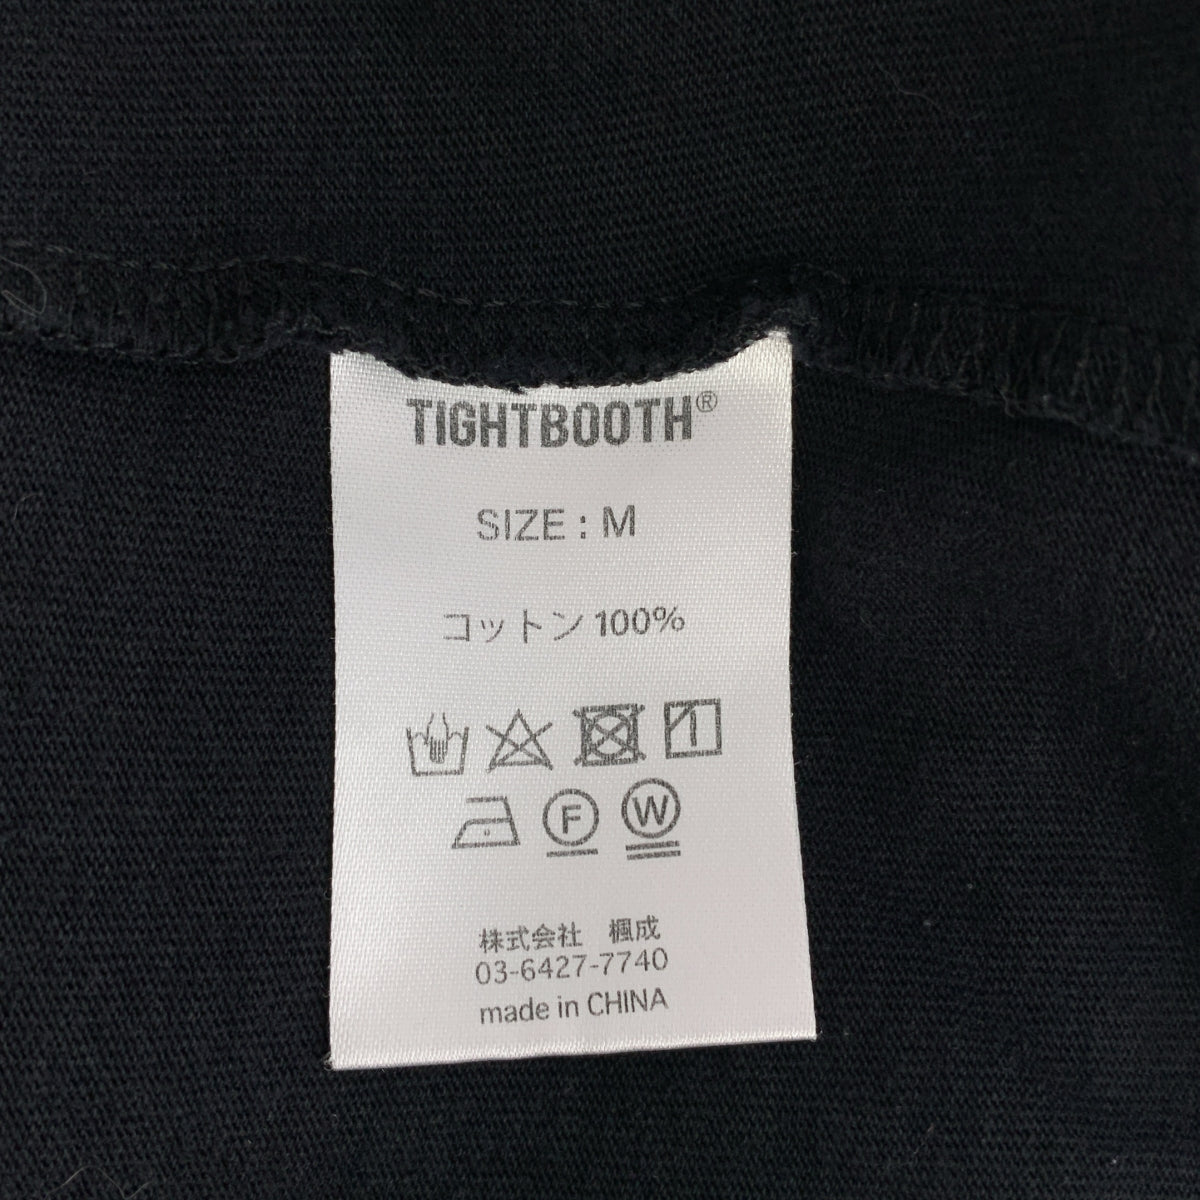 TIGHTBOOTH®
SIZE : M
コットン 100%
F W
株式会社 楓成
03-6427-7740
made in CHINA